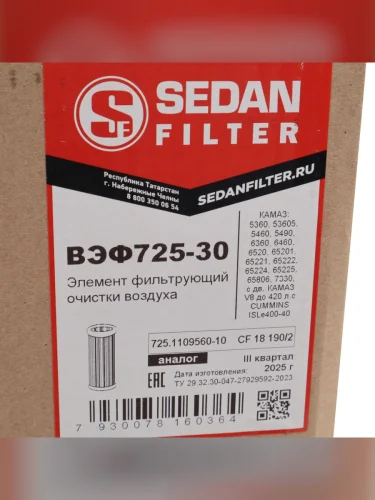 SEDAN
FILTER
SF
Республика Татарстан
г. Набережные Челны
8 800 350 08 54
SEDANFILTER.RU
ВЭФ725-30
Элемент фильтрующий
очистки воздуха
КАМАЗ:
5360, 53605,
5460, 5490,
6360, 6460,
6520, 65201,
65221, 65222,
65224, 65225,
65806, 7330,
с дв. КАМАЗ
V8 до 420 л.с
CUMMINS
ISLe400-40
725.1109560-10 CF 18 190/2
аналог
III квартал
2025 г
EAC
Дата изготовления:
ТУ 29.32.30-047-27929592-2023
7 930078 160364